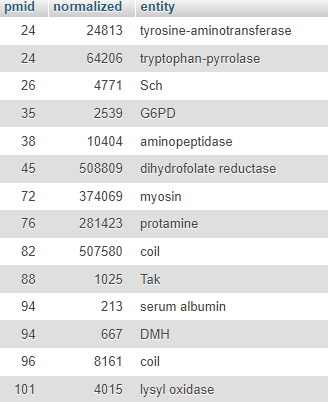 pmid normalized entity
24 24813 tyrosine-aminotransferase
24 64206 tryptophan-pyrrolase
26 4771 Sch
35 2539 G6PD
38 10404 aminopeptidase
45 508809 dihydrofolate reductase
72 374069 myosin
76 281423 protamine
82 507580 coil
88 1025 Tak
94 213 serum albumin
94 667 DMH
96 8161 coil
101 4015 lysyl oxidase